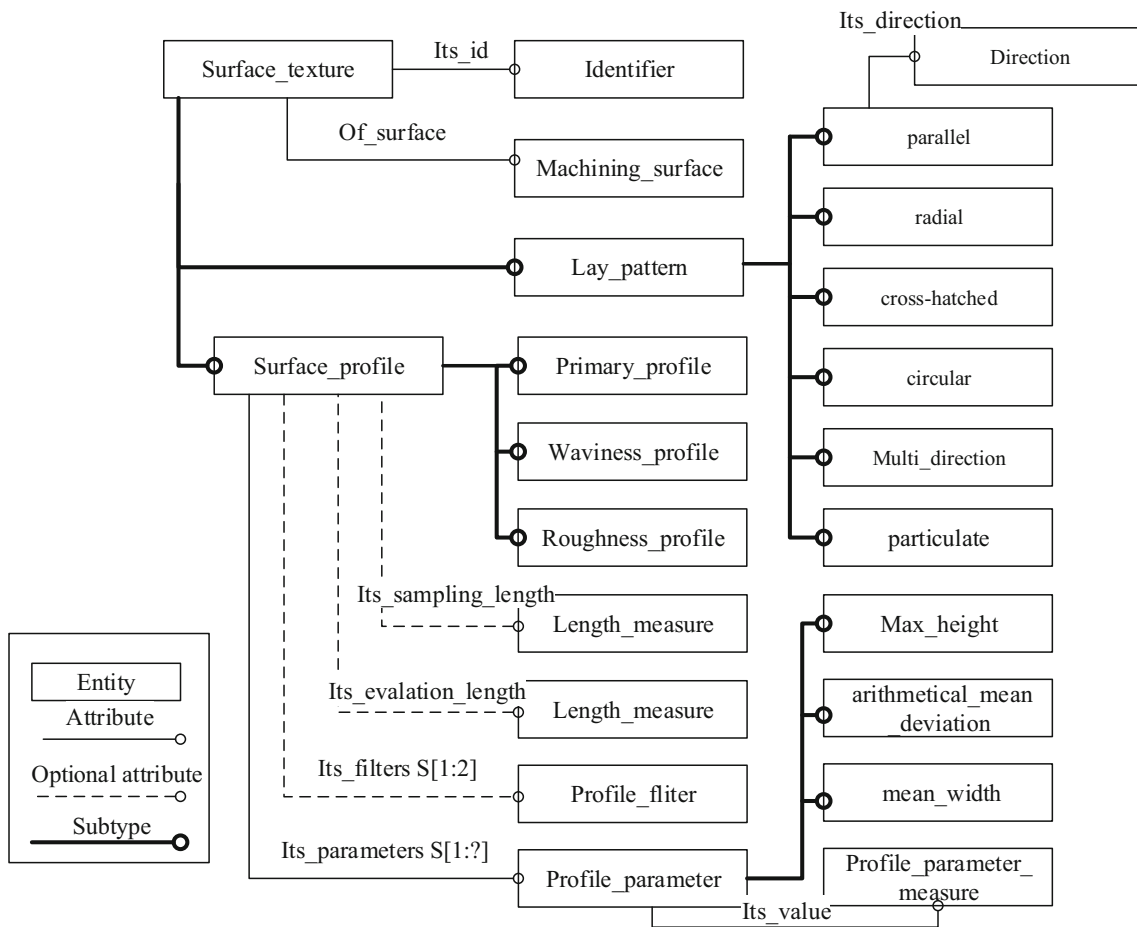 Its_direction
Surface_texture
Its_id
Identifier
Direction
Of_surface
Machining_surface
parallel
radial
Lay_pattern
cross-hatched
Surface_profile
Primary_profile
circular
Waviness_profile
Multi_direction
Roughness_profile
particulate
Its_sampling_length
Length_measure
Max_height
Its_evalation_length
Length_measure
arithmetical_mean
_deviation
Its_filters S[1:2]
Profile_fliter
mean_width
Its_parameters S[1:?]
Profile_parameter
Profile_parameter_
measure
Its_value
Entity
Attribute
Optional attribute
Subtype